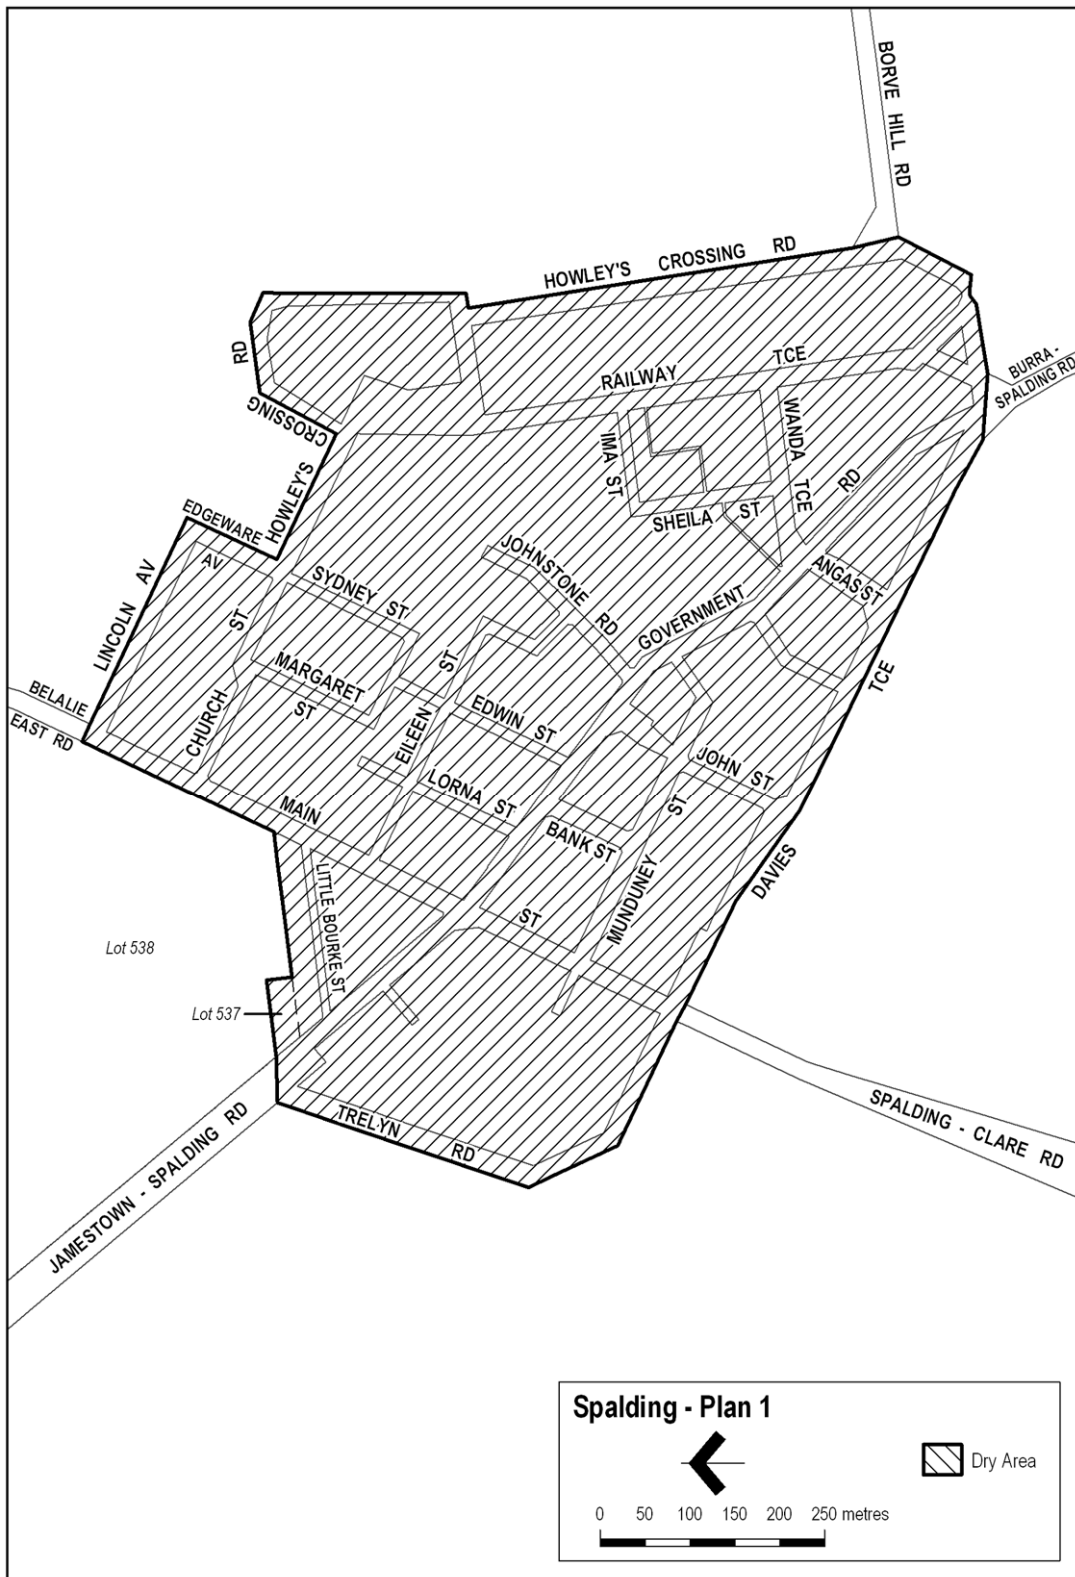 BORVE HILL RD
HOWLEY'S CROSSING RD
RD
CROSSING
HOWLEY'S
RAILWAY TCE
BURRA -
SPALDING RD
WANDA TCE
IMA ST
SHEILA ST
RD
EDGEWARE
AV
LINCOLN AV
JOHNSTONE RD
SYDNEY ST
GOVERNMENT
ANGAS ST
ST
MARGARET
ST
ST
TCE
BELALIE
EAST RD
CHURCH
EILEEN
EDWIN ST
JOHN ST
MAIN
LORNA ST
ST
BANK ST
DAVIES
MUNDUNEY
LITTLE BOURKE ST
ST
Lot 538
Lot 537
TRELYN RD
JAMESTOWN - SPALDING RD
SPALDING - CLARE RD
Spalding - Plan 1
Dry Area
0 50 100 150 200 250 metres